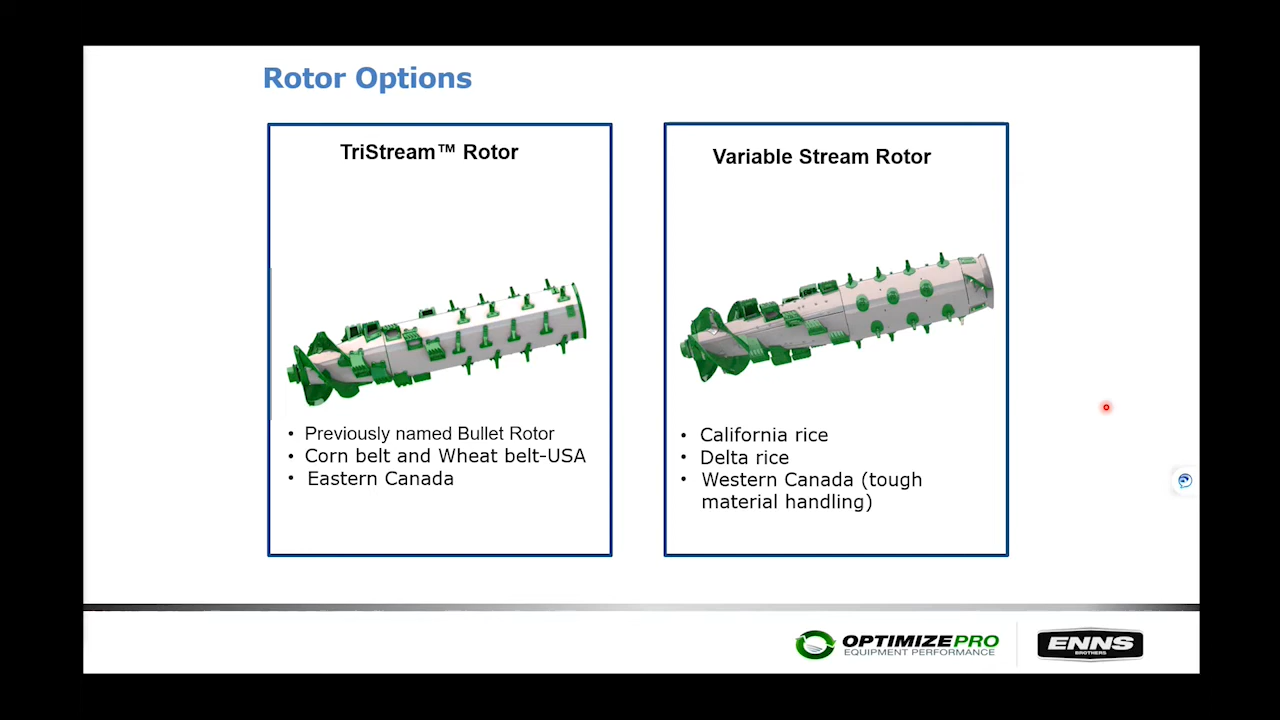 Rotor Options
TriStream™ Rotor
• Previously named Bullet Rotor
• Corn belt and Wheat belt-USA
• Eastern Canada
Variable Stream Rotor
• California rice
• Delta rice
• Western Canada (tough
material handling)
OPTIMIZEPRO
EQUIPMENT PERFORMANCE
ENNS
BROTHERS